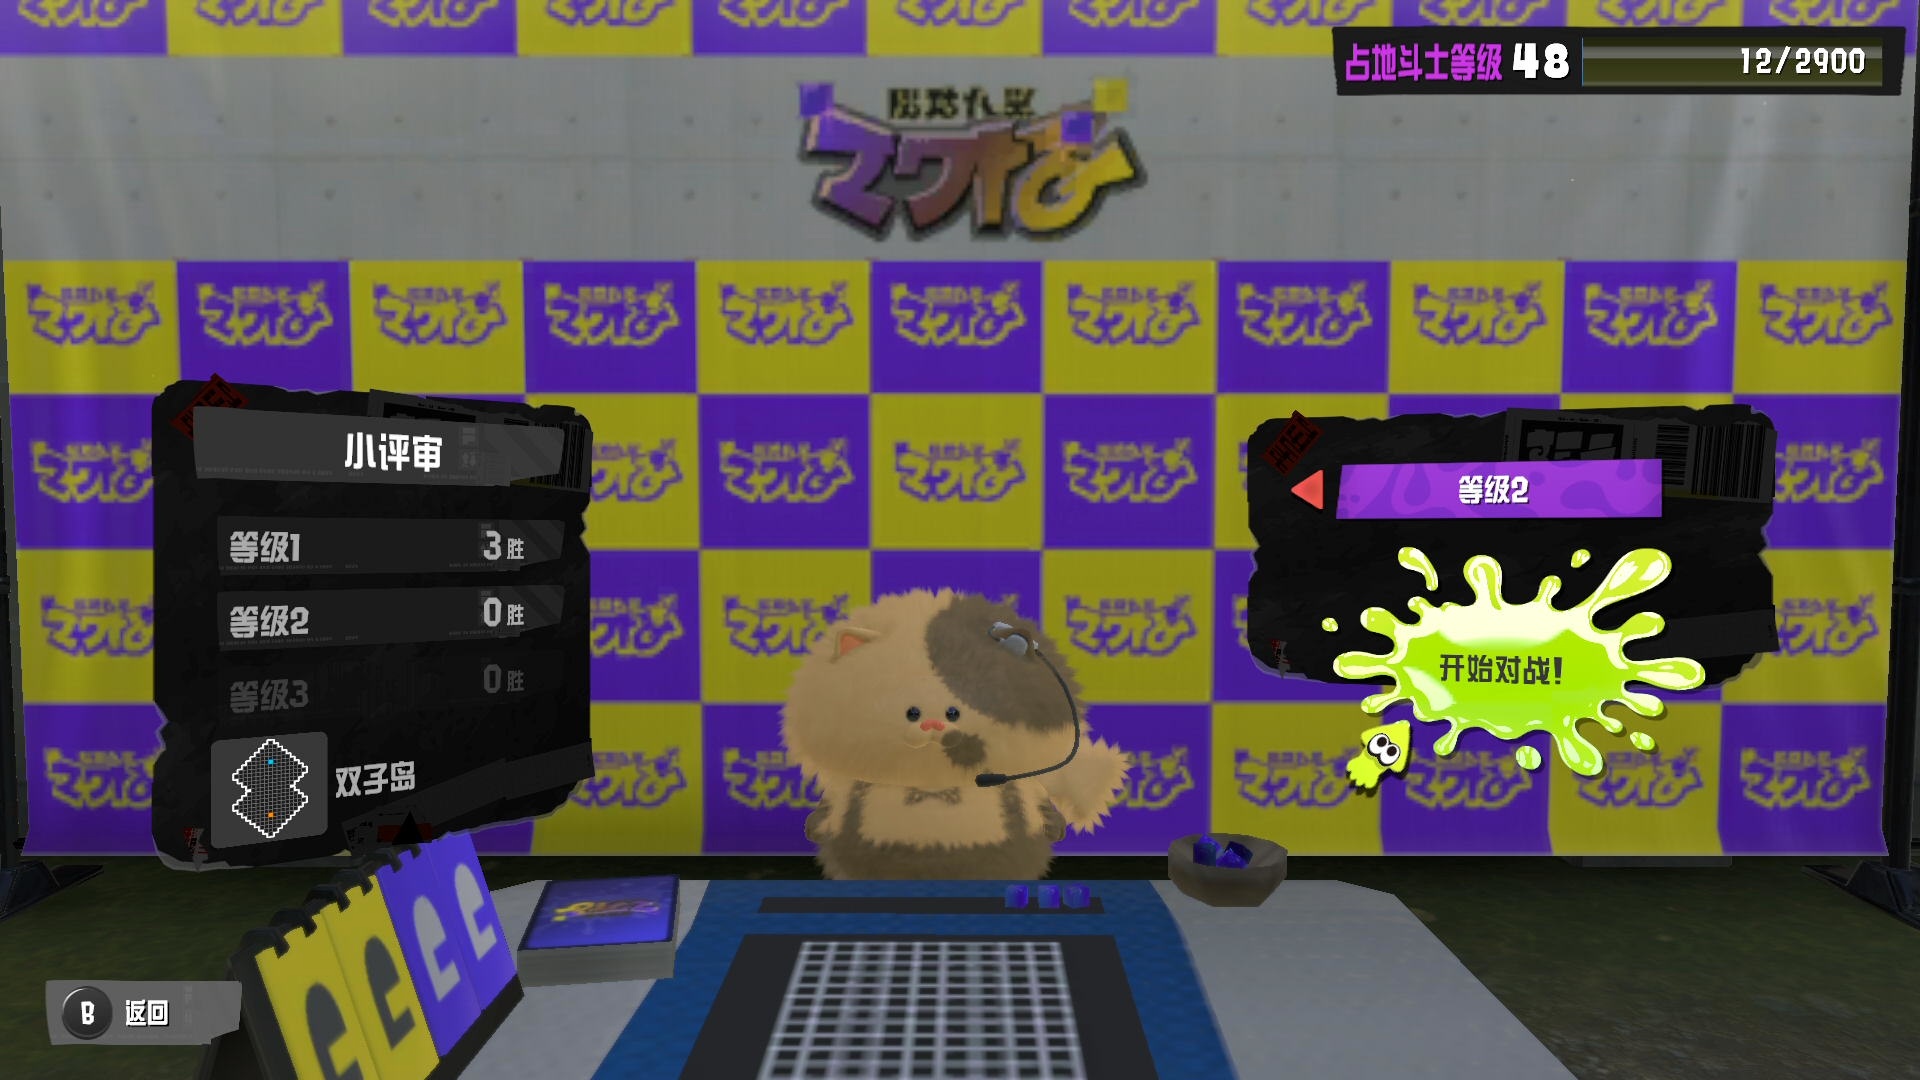 占地斗士等级 48 12/2900
小评审
等级1 3胜
等级2 0胜
等级3 0胜
双子岛
等级2
开始对战!
B 返回